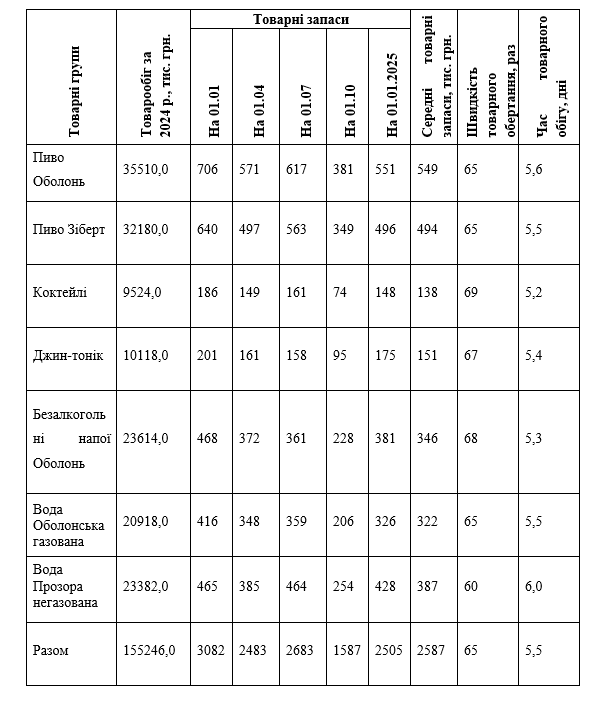 Товарні групи
Товарообіг за
2024 р., тис. грн.
Товарні запаси
На 01.01
На 01.04
На 01.07
На 01.10
На 01.01.2025
Середні товарні
запаси, тис. грн.
Швидкість
товарного
обертання, раз
Час товарного
обігу, дні
Пиво
Оболонь
35510,0 706 571 617 381 551 549 65 5,6
Пиво Зіберт 32180,0 640 497 563 349 496 494 65 5,5
Коктейлі 9524,0 186 149 161 74 148 138 69 5,2
Джин-тонік 10118,0 201 161 158 95 175 151 67 5,4
Безалкоголь
ні напої
Оболонь
23614,0 468 372 361 228 381 346 68 5,3
Вода
Оболонська
газована
20918,0 416 348 359 206 326 322 65 5,5
Вода
Прозора
негазована
23382,0 465 385 464 254 428 387 60 6,0
Разом 155246,0 3082 2483 2683 1587 2505 2587 65 5,5